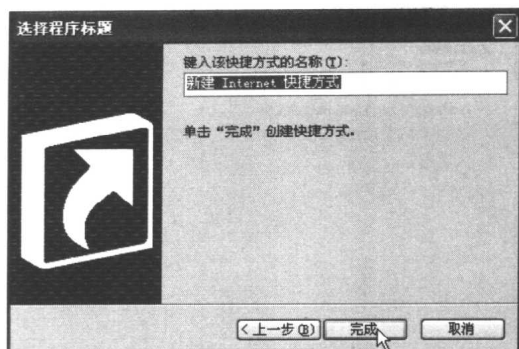 选择程序标题
键入该快捷方式的名称(T):
新建 Internet 快捷方式
单击“完成”创建快捷方式。
<上一步(B)
完成
取消